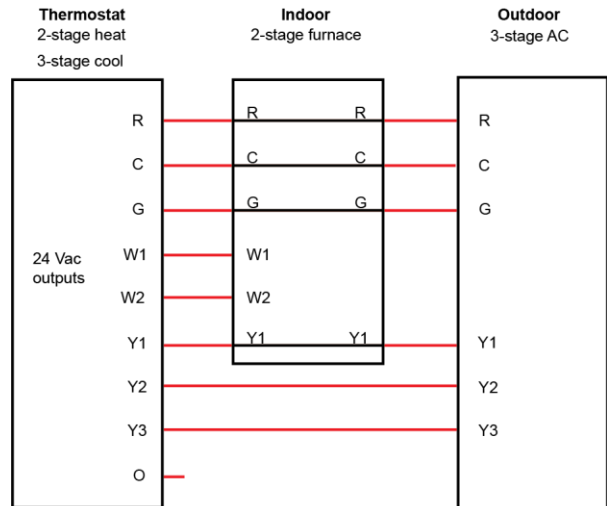 Thermostat
2-stage heat
3-stage cool
Indoor
2-stage furnace
Outdoor
3-stage AC
R R R R
C C C C
G G G G
24 Vac
outputs
W1 W1
W2 W2
Y1 Y1 Y1 Y1
Y2 Y2
Y3 Y3
O